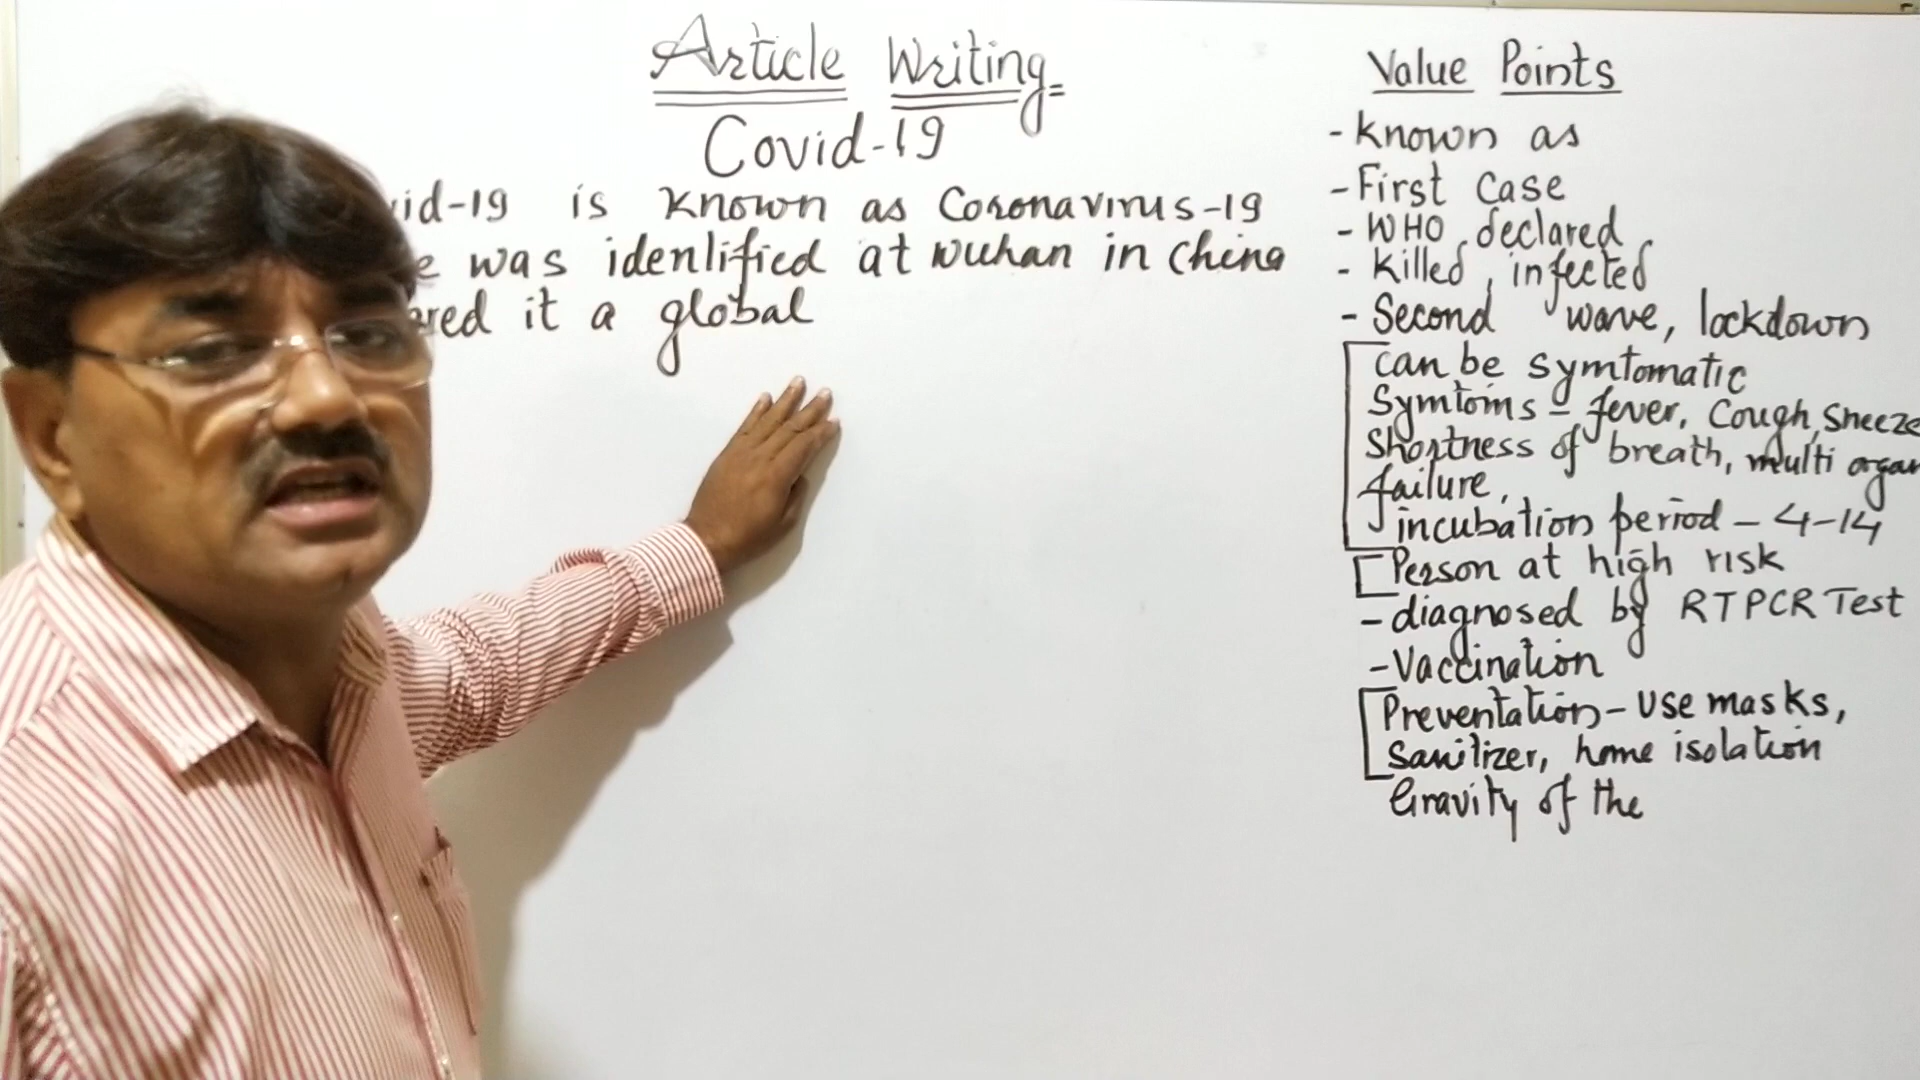 Article Writing
Covid-19
is known as Coronavirus-19
was idenlified at wuhan in China
it a global
Value Points
- known as
- First Case
- WHO declared
- Killed, infected
- Second wave, lockdown
can be symtomatic
Symtoms - fever, Cough, Sneeze
Shortness of breath, multi organ
failure,
incubation period - 4-14
Person at high risk
- diagnosed by RTPCR Test
- Vaccination
Preventation - Use masks,
Sanitizer, home isolation
Gravity of the